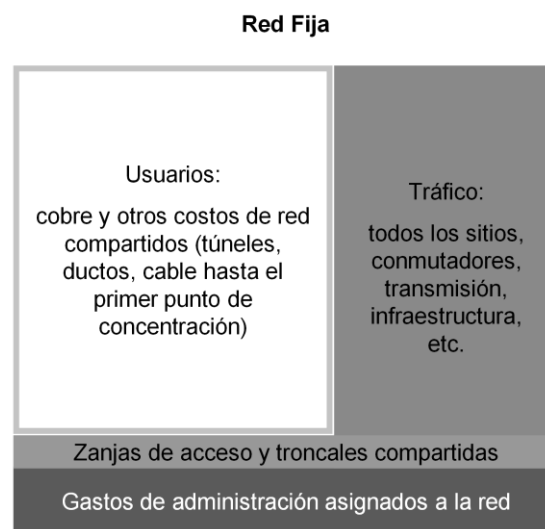 Red Fija
Usuarios:
cobre y otros costos de red
compartidos (túneles,
ductos, cable hasta el
primer punto de
concentración)
Tráfico:
todos los sitios,
conmutadores,
transmisión,
infraestructura,
etc.
Zanjas de acceso y troncales compartidas
Gastos de administración asignados a la red